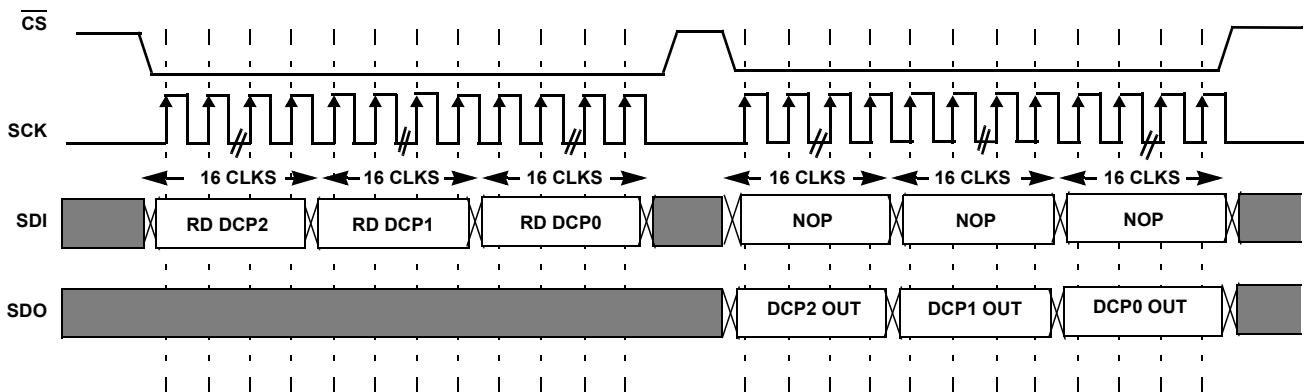 CS
SCK
16 CLKS 16 CLKS 16 CLKS 16 CLKS 16 CLKS 16 CLKS
SDI RD DCP2 RD DCP1 RD DCP0 NOP NOP NOP
SDO DCP2 OUT DCP1 OUT DCP0 OUT